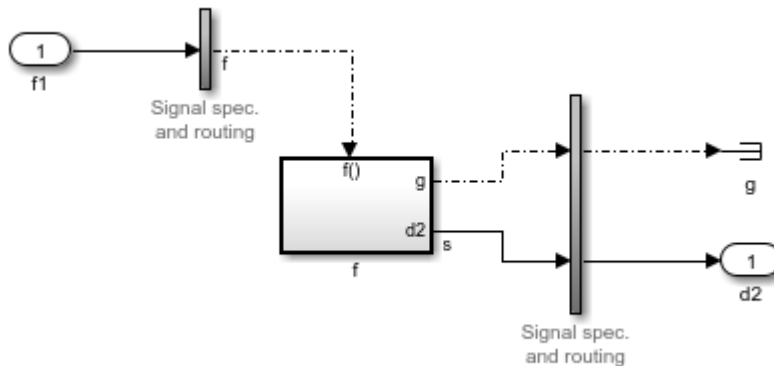 1
f1
f
Signal spec.
and routing
f()
g
d2
s
f
g
1
d2
Signal spec.
and routing